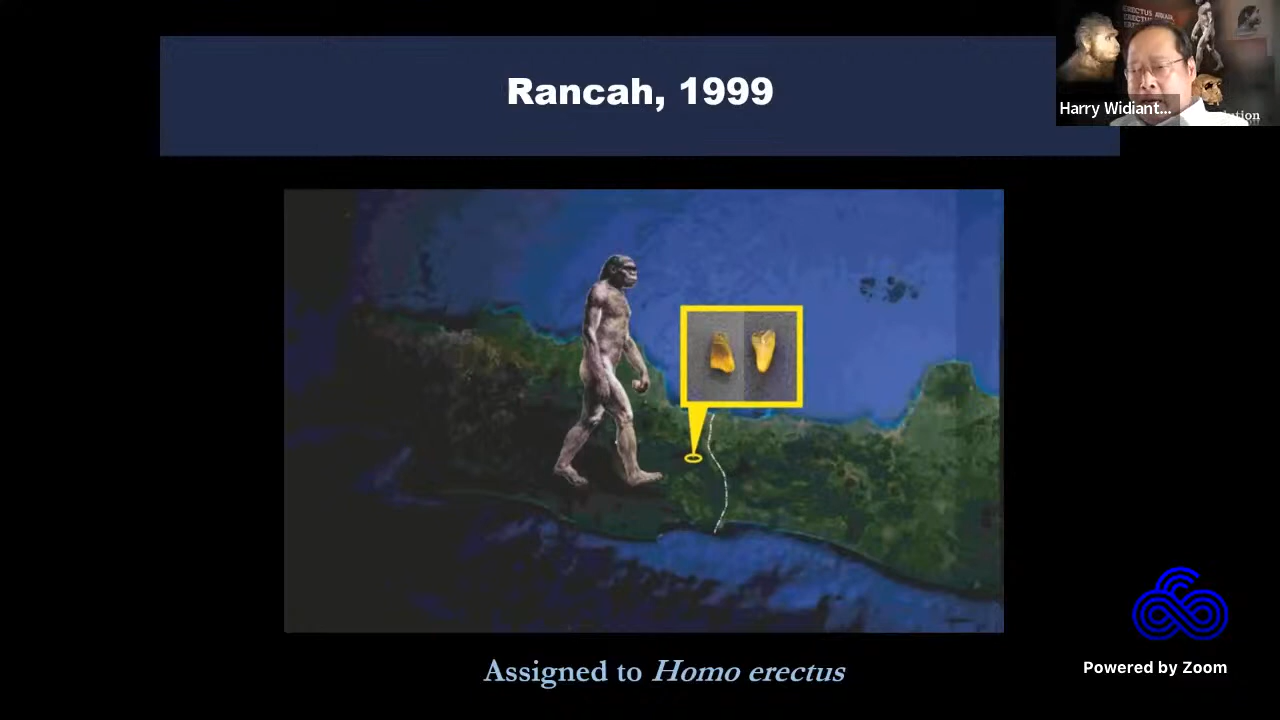 Rancah, 1999
Harry Widiant...
Assigned to Homo erectus
Powered by Zoom